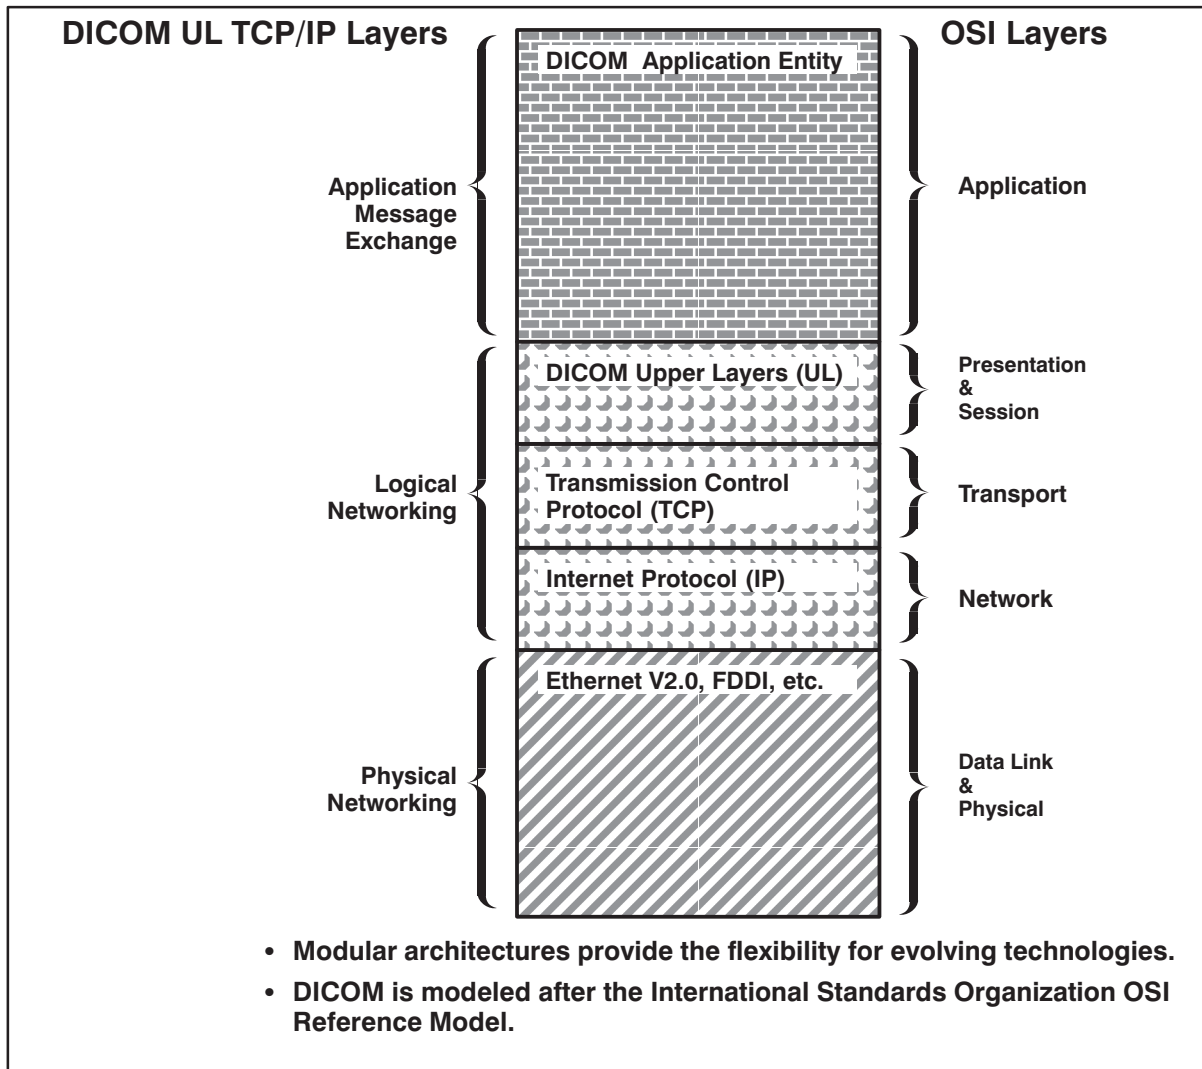 DICOM UL TCP/IP Layers
OSI Layers
DICOM Application Entity
Application
Message
Exchange
Application
DICOM Upper Layers (UL)
Presentation
&
Session
Logical
Networking
Transmission Control
Protocol (TCP)
Transport
Internet Protocol (IP)
Network
Ethernet V2.0, FDDI, etc.
Physical
Networking
Data Link
&
Physical
• Modular architectures provide the flexibility for evolving technologies.
• DICOM is modeled after the International Standards Organization OSI
Reference Model.